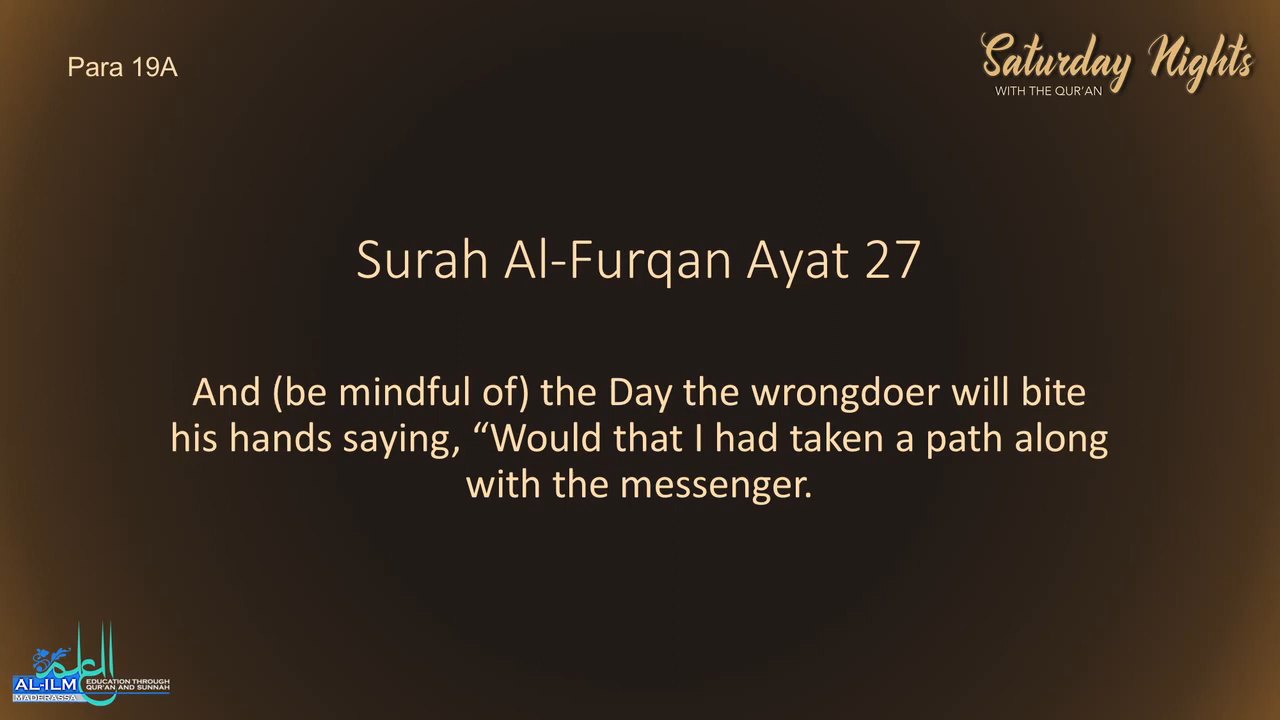 Para 19A
Saturday Nights
WITH THE QUR'AN
Surah Al-Furqan Ayat 27
And (be mindful of) the Day the wrongdoer will bite
his hands saying, “Would that I had taken a path along
with the messenger.
العلم
AL-ILM
MADERASSA
EDUCATION THROUGH
QUR'AN AND SUNNAH